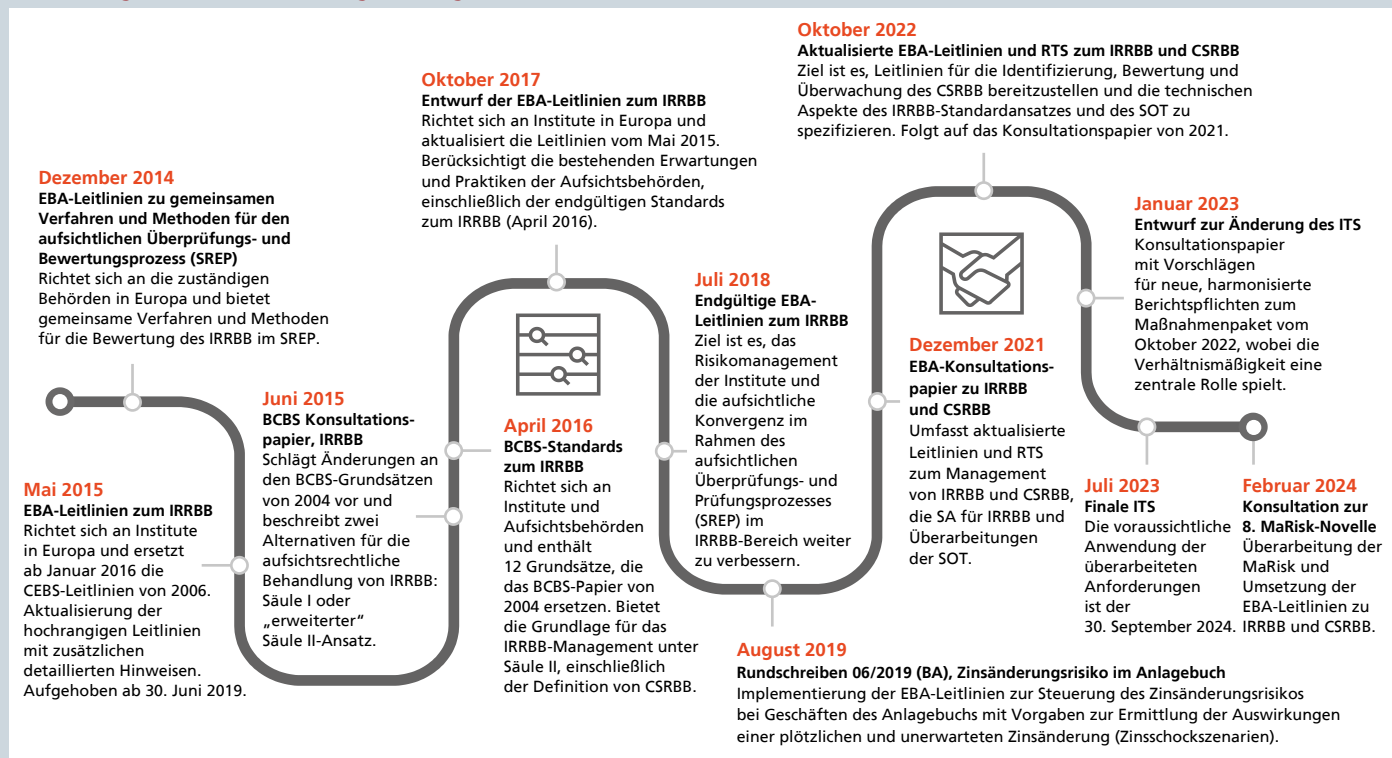 Dezember 2014
EBA-Leitlinien zu gemeinsamen
Verfahren und Methoden für den
aufsichtlichen Überprüfungs- und
Bewertungsprozess (SREP)
Richtet sich an die zuständigen
Behörden in Europa und bietet
gemeinsame Verfahren und Methoden
für die Bewertung des IRRBB im SREP.
Mai 2015
EBA-Leitlinien zum IRRBB
Richtet sich an Institute
in Europa und ersetzt
ab Januar 2016 die
CEBS-Leitlinien von 2006.
Aktualisierung der
hochrangigen Leitlinien
mit zusätzlichen
detaillierten Hinweisen.
Aufgehoben ab 30. Juni 2019.
Juni 2015
BCBS Konsultations-
papier, IRRBB
Schlägt Änderungen an
den BCBS-Grundsätzen
von 2004 vor und
beschreibt zwei
Alternativen für die
aufsichtsrechtliche
Behandlung von IRRBB:
Säule I oder
„erweiterter“
Säule II-Ansatz.
April 2016
BCBS-Standards
zum IRRBB
Richtet sich an
Institute und
Aufsichtsbehörden
und enthält
12 Grundsätze, die
das BCBS-Papier von
2004 ersetzen. Bietet
die Grundlage für das
IRRBB-Management unter
Säule II, einschließlich
der Definition von CSRBB.
Oktober 2017
Entwurf der EBA-Leitlinien zum IRRBB
Richtet sich an Institute in Europa und
aktualisiert die Leitlinien vom Mai 2015.
Berücksichtigt die bestehenden Erwartungen
und Praktiken der Aufsichtsbehörden,
einschließlich der endgültigen Standards
zum IRRBB (April 2016).
Juli 2018
Endgültige EBA-
Leitlinien zum IRRBB
Ziel ist es, das
Risikomanagement
der Institute und
die aufsichtliche
Konvergenz im
Rahmen des
aufsichtlichen
Überprüfungs- und
Prüfungsprozesses
(SREP) im
IRRBB-Bereich weiter
zu verbessern.
August 2019
Rundschreiben 06/2019 (BA), Zinsänderungsrisiko im Anlagebuch
Implementierung der EBA-Leitlinien zur Steuerung des Zinsänderungsrisikos
bei Geschäften des Anlagebuchs mit Vorgaben zur Ermittlung der Auswirkungen
einer plötzlichen und unerwarteten Zinsänderung (Zinsschockszenarien).
Dezember 2021
EBA-Konsultations-
papier zu IRRBB
und CSRBB
Umfasst aktualisierte
Leitlinien und RTS
zum Management
von IRRBB und CSRBB,
die SA für IRRBB und
Überarbeitungen
der SOT.
Oktober 2022
Aktualisierte EBA-Leitlinien und RTS zum IRRBB und CSRBB
Ziel ist es, Leitlinien für die Identifizierung, Bewertung und
Überwachung des CSRBB bereitzustellen und die technischen
Aspekte des IRRBB-Standardansatzes und des SOT zu
spezifizieren. Folgt auf das Konsultationspapier von 2021.
Januar 2023
Entwurf zur Änderung des ITS
Konsultationspapier
mit Vorschlägen
für neue, harmonisierte
Berichtspflichten zum
Maßnahmenpaket vom
Oktober 2022, wobei die
Verhältnismäßigkeit eine
zentrale Rolle spielt.
Juli 2023
Finale ITS
Die voraussichtliche
Anwendung der
überarbeiteten
Anforderungen
ist der
30. September 2024.
Februar 2024
Konsultation zur
8. MaRisk-Novelle
Überarbeitung der
MaRisk und
Umsetzung der
EBA-Leitlinien zu
IRRBB und CSRBB.